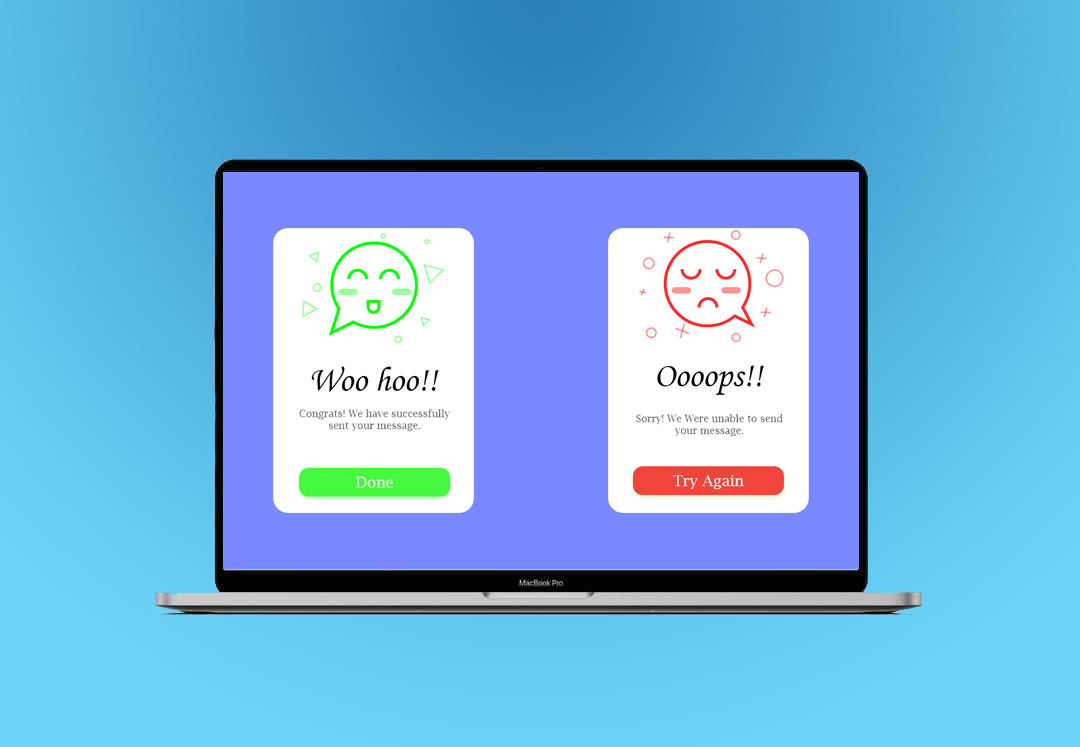 Woo hoo!!
Congrats! We have successfully
sent your message.
Done
Oooops!!
Sorry! We Were unable to send
your message.
Try Again
MacBook Pro